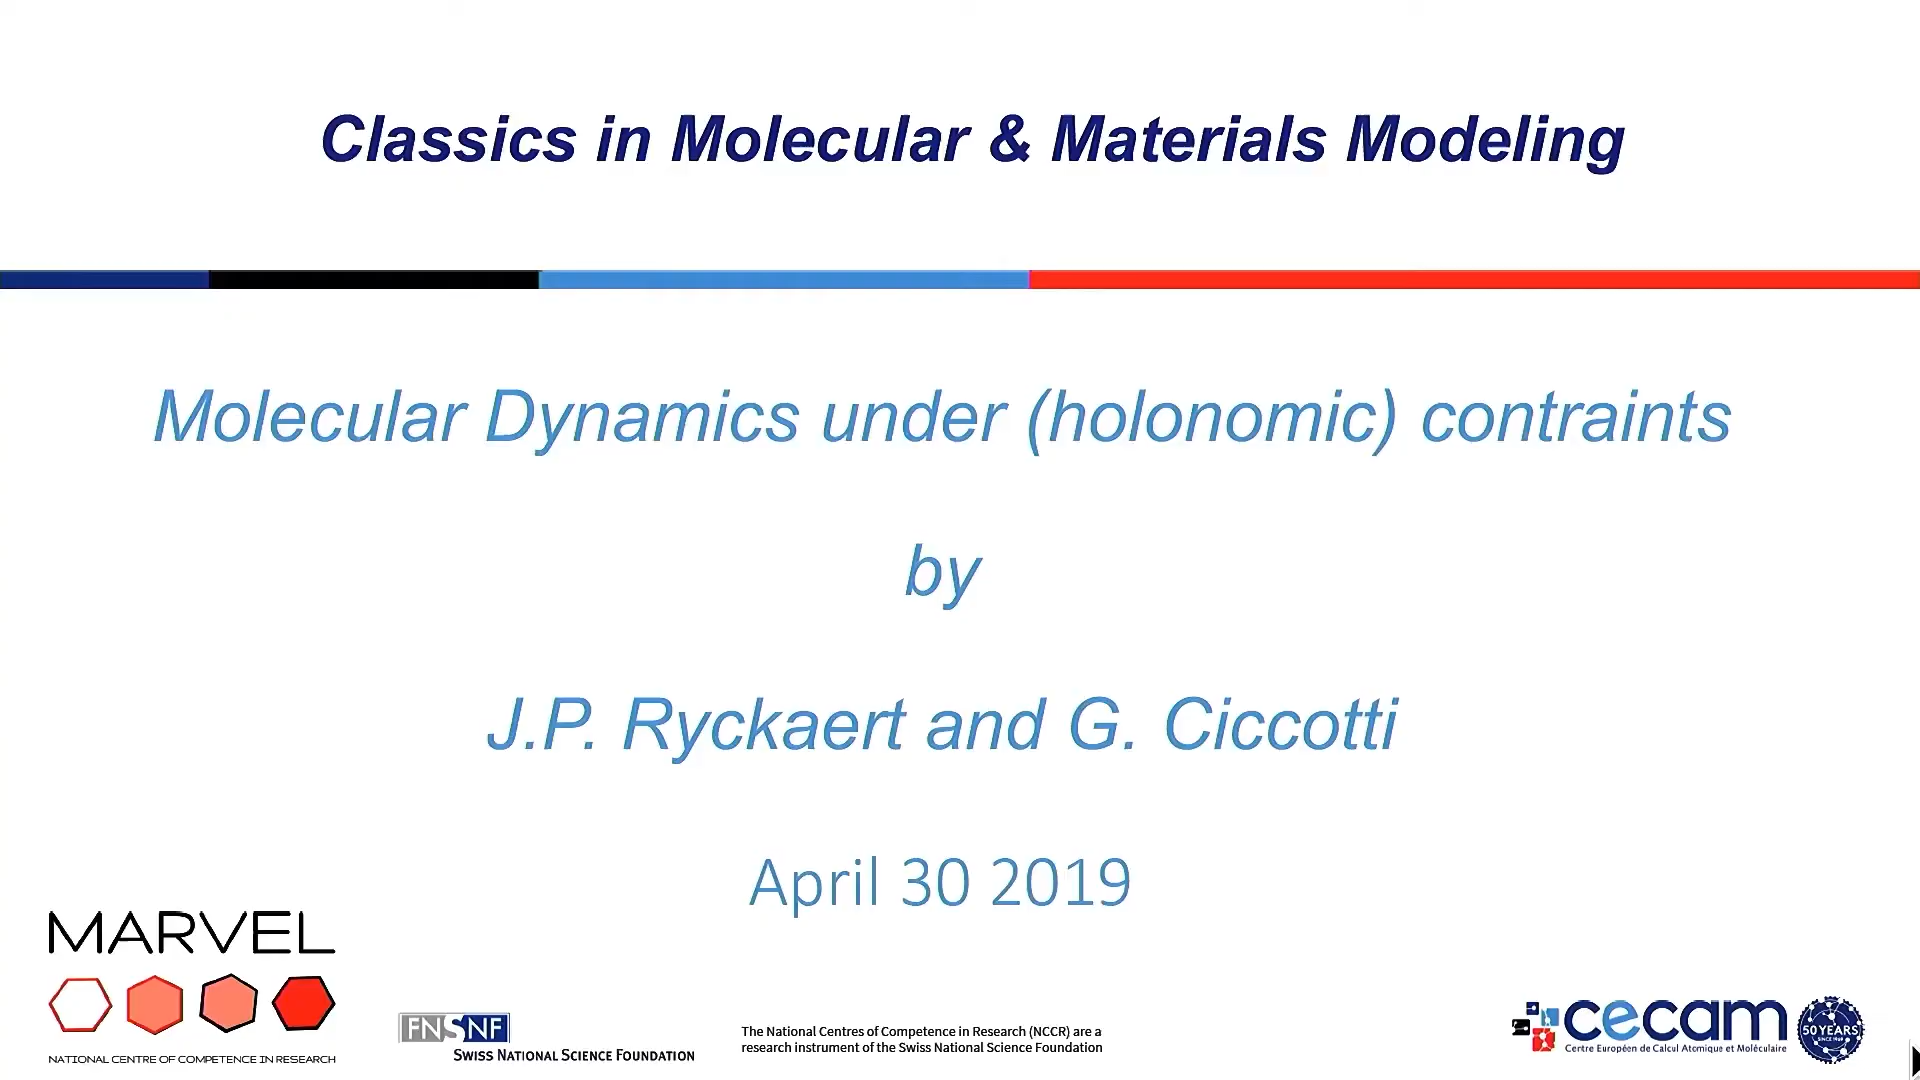 Classics in Molecular & Materials Modeling
Molecular Dynamics under (holonomic) contraints
by
J.P. Ryckaert and G. Ciccotti
April 30 2019
MARVEL
NATIONAL CENTRE OF COMPETENCE IN RESEARCH
FNSNF
SWISS NATIONAL SCIENCE FOUNDATION
The National Centres of Competence in Research (NCCR) are a
research instrument of the Swiss National Science Foundation
cecam
Centre Européen de Calcul Atomique et Moléculaire
50 YEARS
SINCE 1969